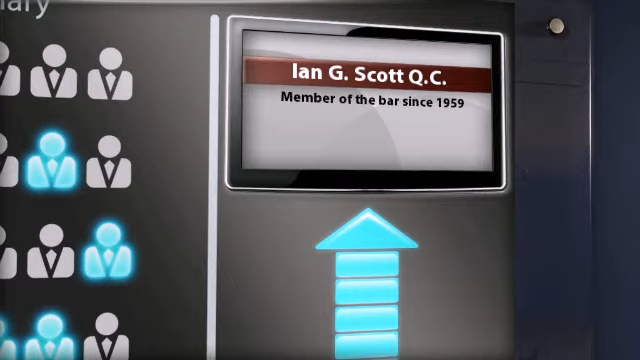 Ian G. Scott Q.C.
Member of the bar since 1959